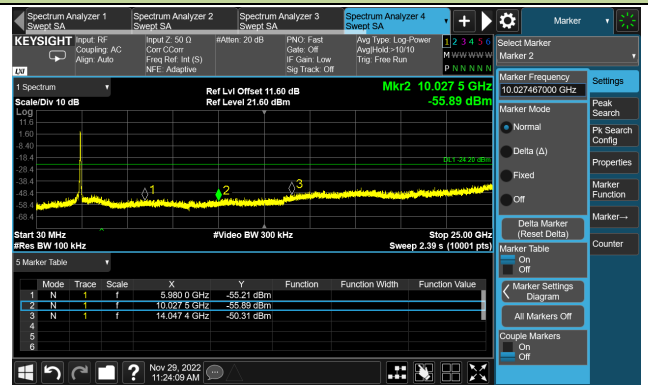 Spectrum Analyzer 1
Swept SA
Spectrum Analyzer 2
Swept SA
Spectrum Analyzer 3
Swept SA
Spectrum Analyzer 4
Swept SA
Marker
KEYSIGHT
Input: RF
Coupling: AC
Align: Auto
Input Z: 50 Ω
Corr CCorr
Freq Ref: Int (S)
NFE: Adaptive
#Atten: 20 dB
PNO: Fast
Gate: Off
IF Gain: Low
Sig Track: Off
Avg Type: Log-Power
Avg|Hold:>10/10
Trig: Free Run
1 2 3 4 5 6
M W W W W W
P N N N N N
LXI
1 Spectrum
Scale/Div 10 dB
Log
Ref Lvl Offset 11.60 dB
Ref Level 21.60 dBm
Mkr2 10.027 5 GHz
-55.89 dBm
11.6
1.60
-8.40
-18.4
-28.4
-38.4
-48.4
-58.4
-68.4
DL1 -24.20 dBm
1
2
3
Start 30 MHz
#Res BW 100 kHz
#Video BW 300 kHz
Stop 25.00 GHz
Sweep 2.39 s (10001 pts)
5 Marker Table
Mode Trace Scale X Y Function Function Width Function Value
1 N 1 f 5.980 0 GHz -55.21 dBm
2 N 1 f 10.027 5 GHz -55.89 dBm
3 N 1 f 14.047 4 GHz -50.31 dBm
4
5
6
Select Marker
Marker 2
Marker Frequency
10.027467000 GHz
Marker Mode
Normal
Delta (Δ)
Fixed
Off
Delta Marker
(Reset Delta)
Marker Table
On
Off
Marker Settings
Diagram
All Markers Off
Couple Markers
On
Off
Settings
Peak
Search
Pk Search
Config
Properties
Marker
Function
Marker→
Counter
Nov 29, 2022
11:24:09 AM